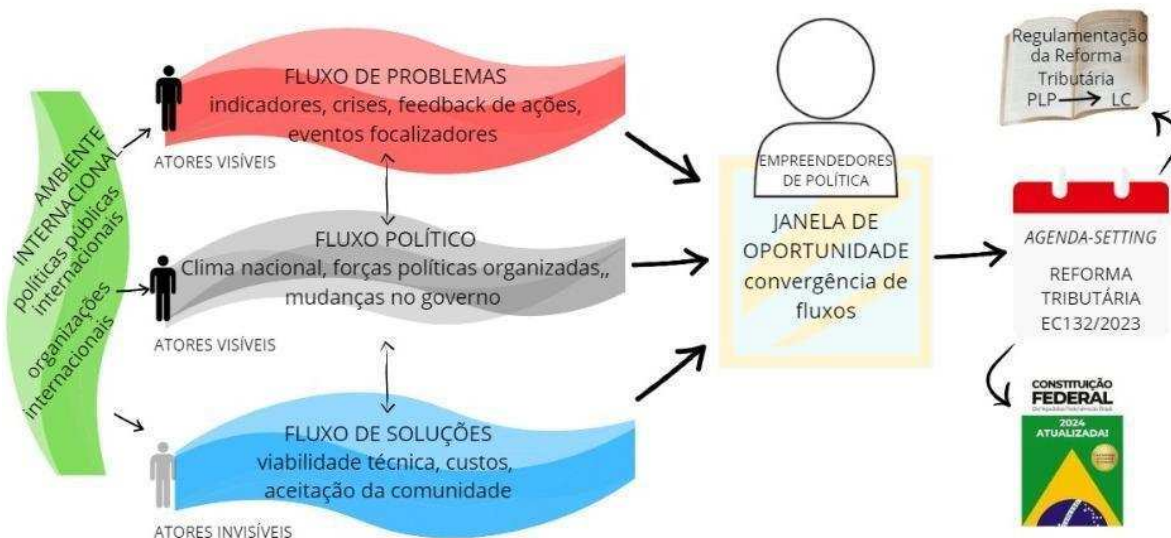 AMBIENTE
INTERNACIONAL
políticas públicas
internacionais
organizações
internacionais
FLUXO DE PROBLEMAS
indicadores, crises, feedback de ações,
eventos focalizadores
ATORES VISÍVEIS
FLUXO POLÍTICO
Clima nacional, forças políticas organizadas,,
mudanças no governo
ATORES VISÍVEIS
FLUXO DE SOLUÇÕES
viabilidade técnica, custos,
aceitação da comunidade
ATORES INVISÍVEIS
EMPREENDEDORES
DE POLÍTICA
JANELA DE
OPORTUNIDADE
convergência de
fluxos
Regulamentação
da Reforma
Tributária
PLP LC
AGENDA-SETTING
REFORMA
TRIBUTÁRIA
EC132/2023
CONSTITUIÇÃO
FEDERAL
2024
ATUALIZADA!